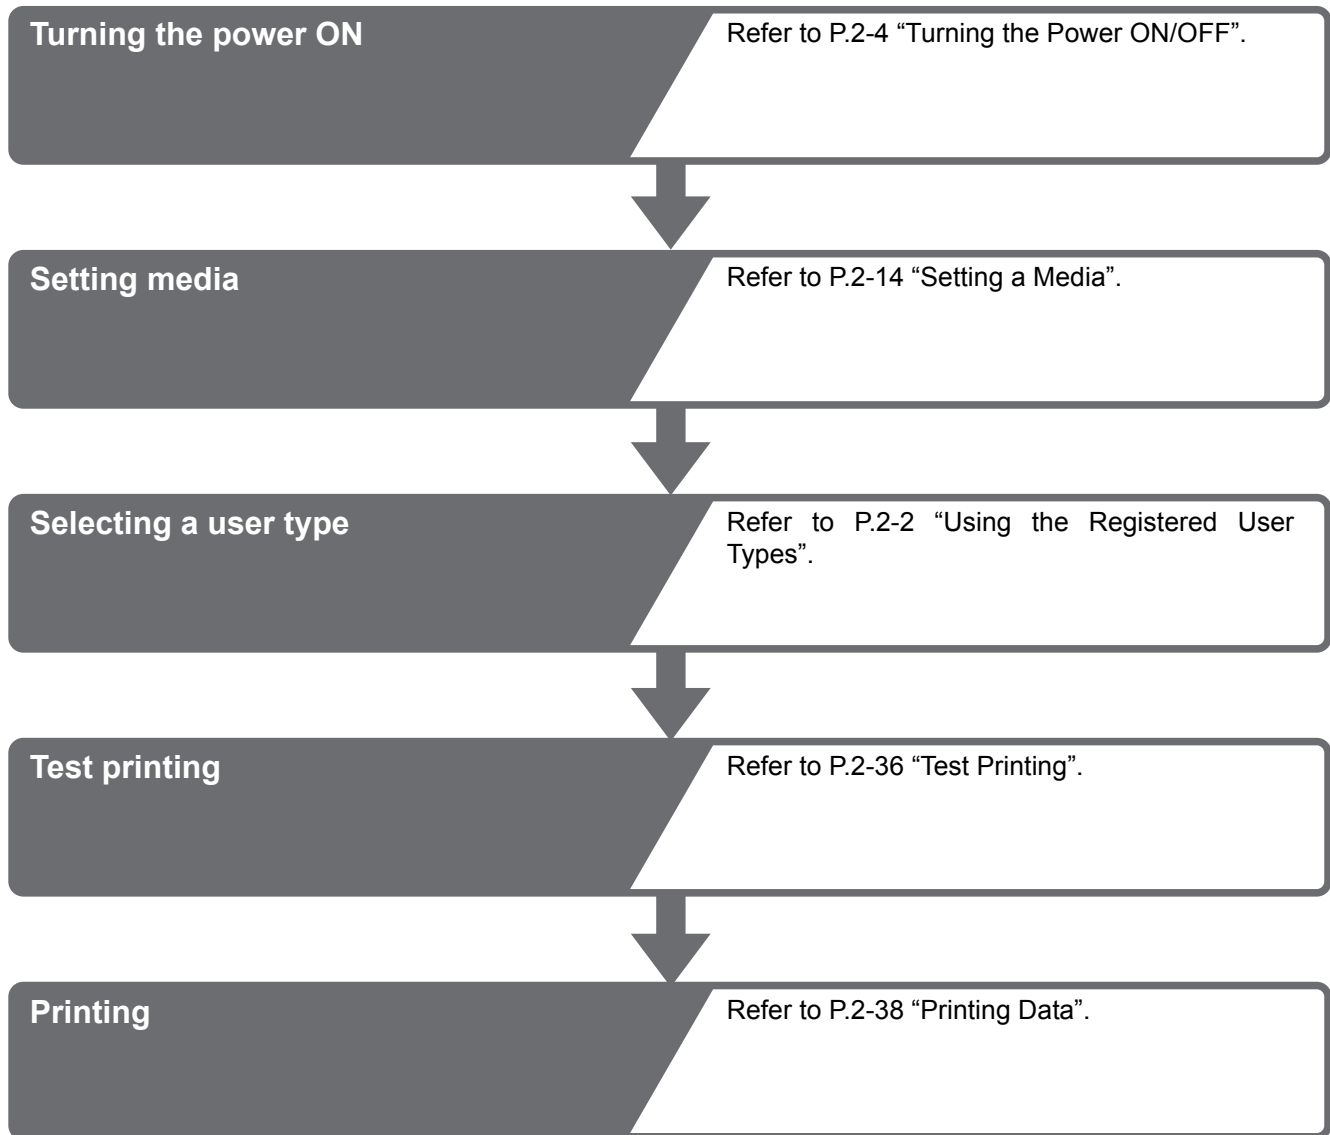 Turning the power ON
Refer to P.2-4 “Turning the Power ON/OFF”.
Setting media
Refer to P.2-14 “Setting a Media”.
Selecting a user type
Refer to P.2-2 “Using the Registered User
Types”.
Test printing
Refer to P.2-36 “Test Printing”.
Printing
Refer to P.2-38 “Printing Data”.